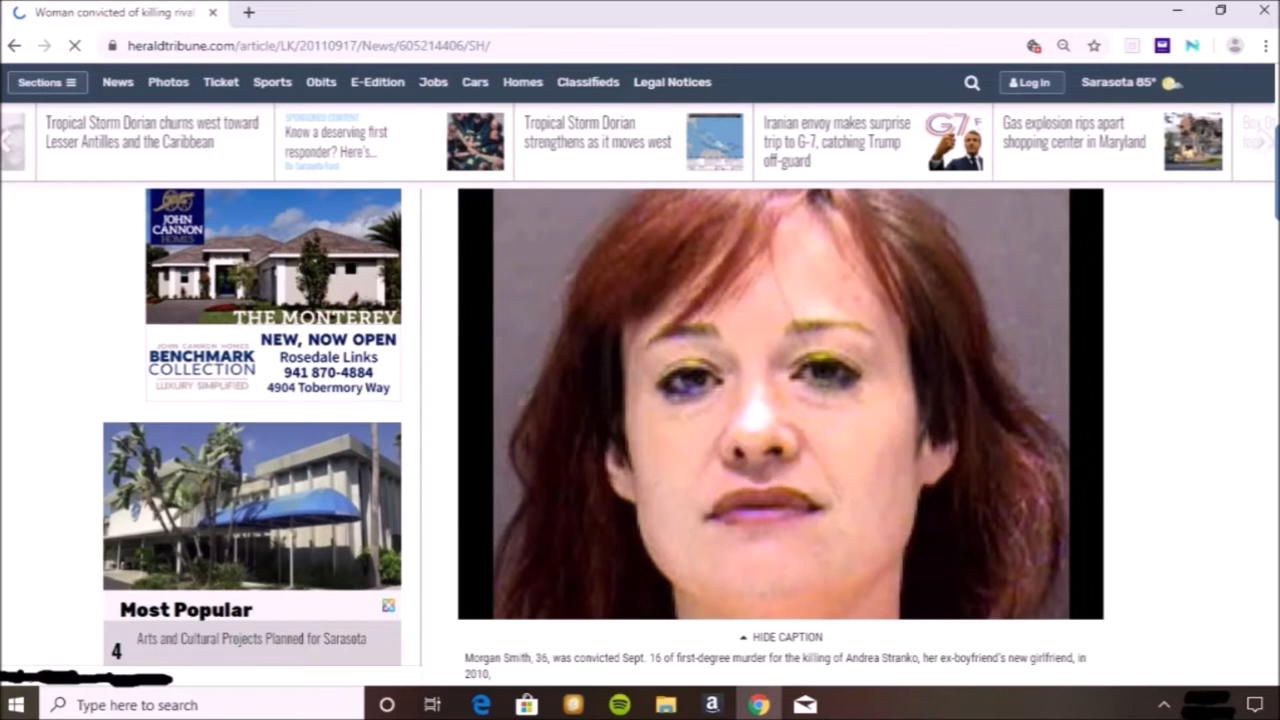 Woman convicted of killing rival
heraldtribune.com/article/LK/20110917/News/605214406/SH/
Sections
News
Photos
Ticket
Sports
Obits
E-Edition
Jobs
Cars
Homes
Classifieds
Legal Notices
Log In
Sarasota 85°
Tropical Storm Dorian churns west toward
Lesser Antilles and the Caribbean
SPONSORED CONTENT
Know a deserving first
responder? Here's...
Tropical Storm Dorian
strengthens as it moves west
G7
Iranian envoy makes surprise
trip to G-7, catching Trump
off-guard
Gas explosion rips apart
shopping center in Maryland
JOHN
CANNON
HOMES
THE MONTEREY
JOHN CANNON HOMES
BENCHMARK
COLLECTION
LUXURY SIMPLIFIED
NEW, NOW OPEN
Rosedale Links
941 870-4884
4904 Tobermory Way
Most Popular
4
Arts and Cultural Projects Planned for Sarasota
HIDE CAPTION
Morgan Smith, 36, was convicted Sept. 16 of first-degree murder for the killing of Andrea Stranko, her ex-boyfriend's new girlfriend, in
2010,
Type here to search